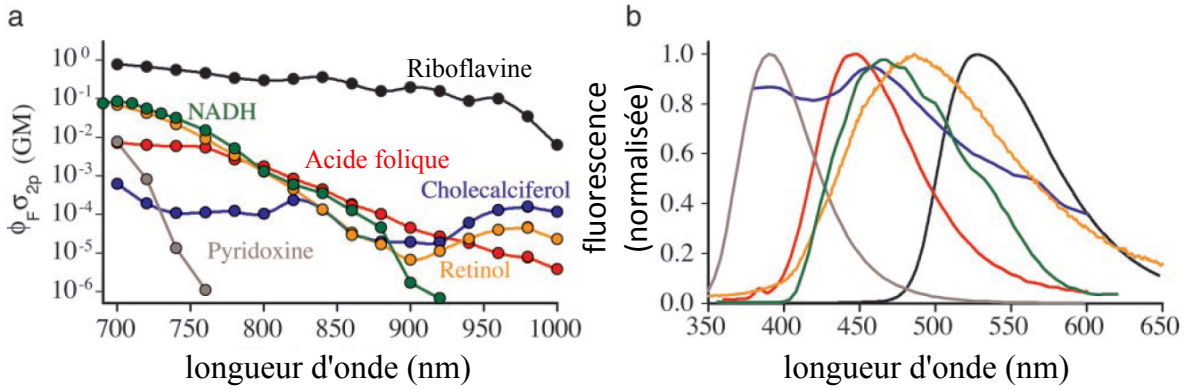 a
b
ϕF σ2p (GM)
10⁰
10⁻¹
10⁻²
10⁻³
10⁻⁴
10⁻⁵
10⁻⁶
Riboflavine
NADH
Acide folique
Cholecalciferol
Pyridoxine
Retinol
700 750 800 850 900 950 1000
longueur d'onde (nm)
fluorescence
(normalisée)
1.0
0.8
0.6
0.4
0.2
0.0
350 400 450 500 550 600 650
longueur d'onde (nm)